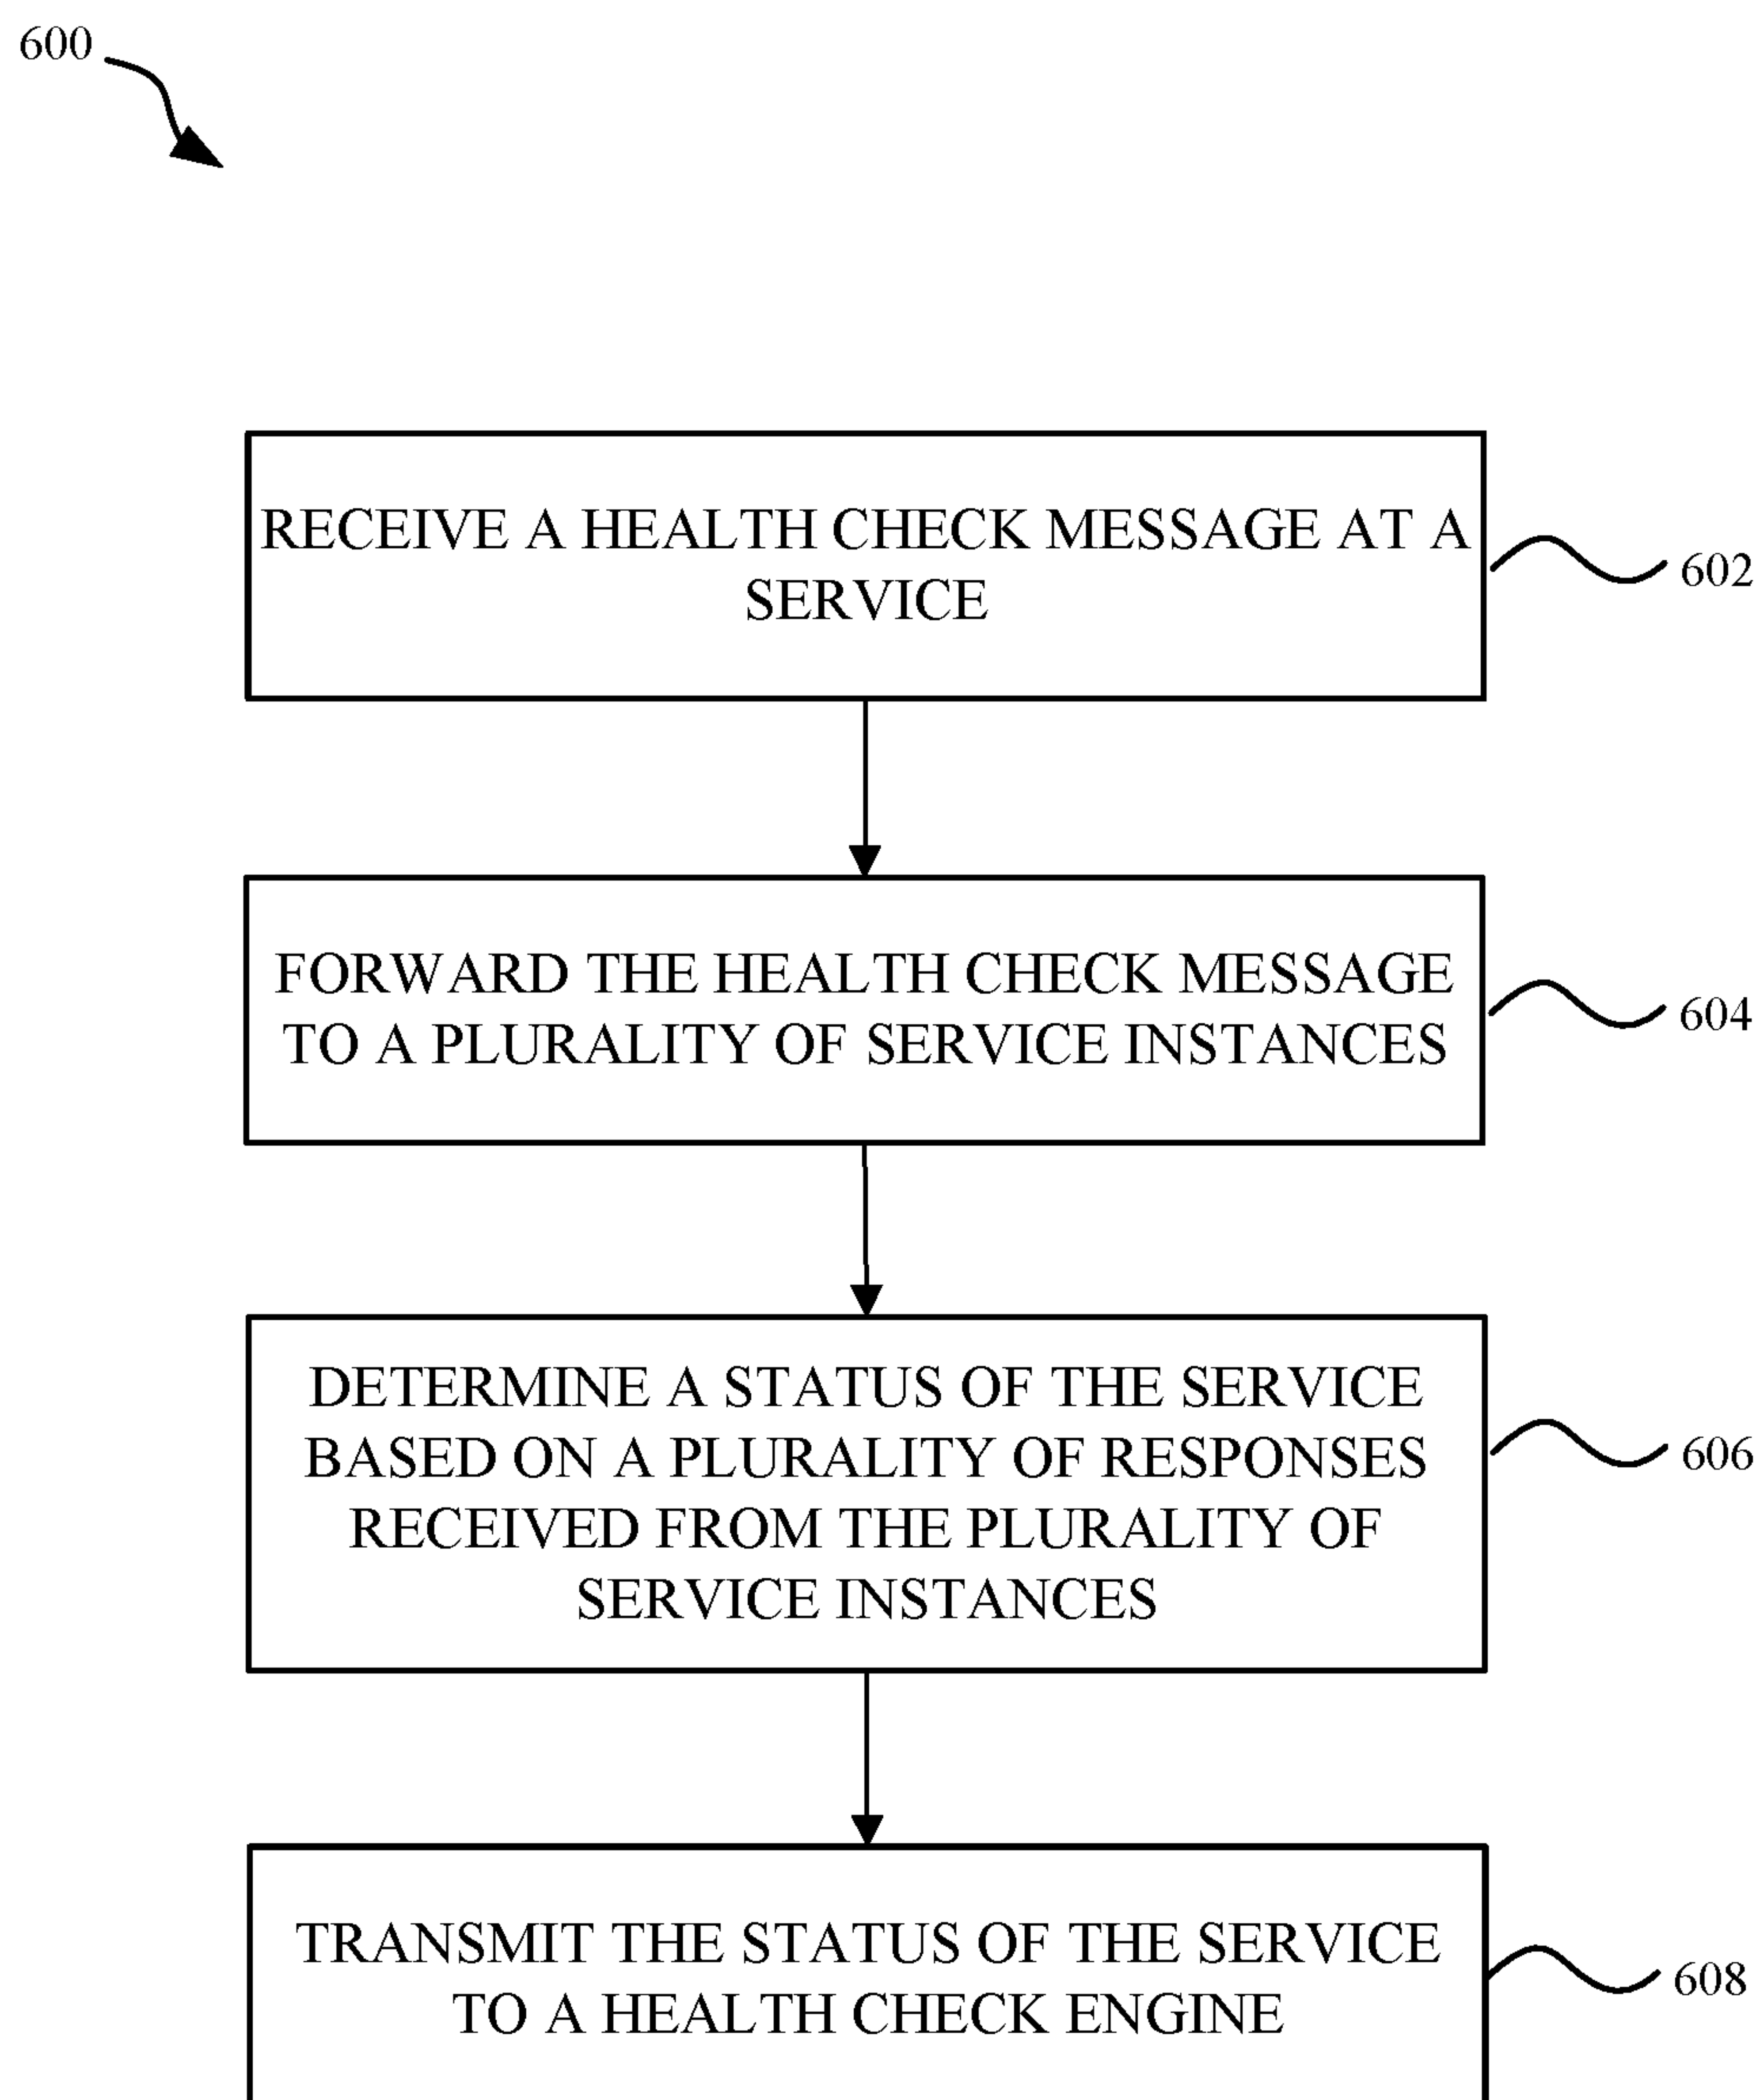 600
RECEIVE A HEALTH CHECK MESSAGE AT A
SERVICE
602
FORWARD THE HEALTH CHECK MESSAGE
TO A PLURALITY OF SERVICE INSTANCES
604
DETERMINE A STATUS OF THE SERVICE
BASED ON A PLURALITY OF RESPONSES
RECEIVED FROM THE PLURALITY OF
SERVICE INSTANCES
606
TRANSMIT THE STATUS OF THE SERVICE
TO A HEALTH CHECK ENGINE
608